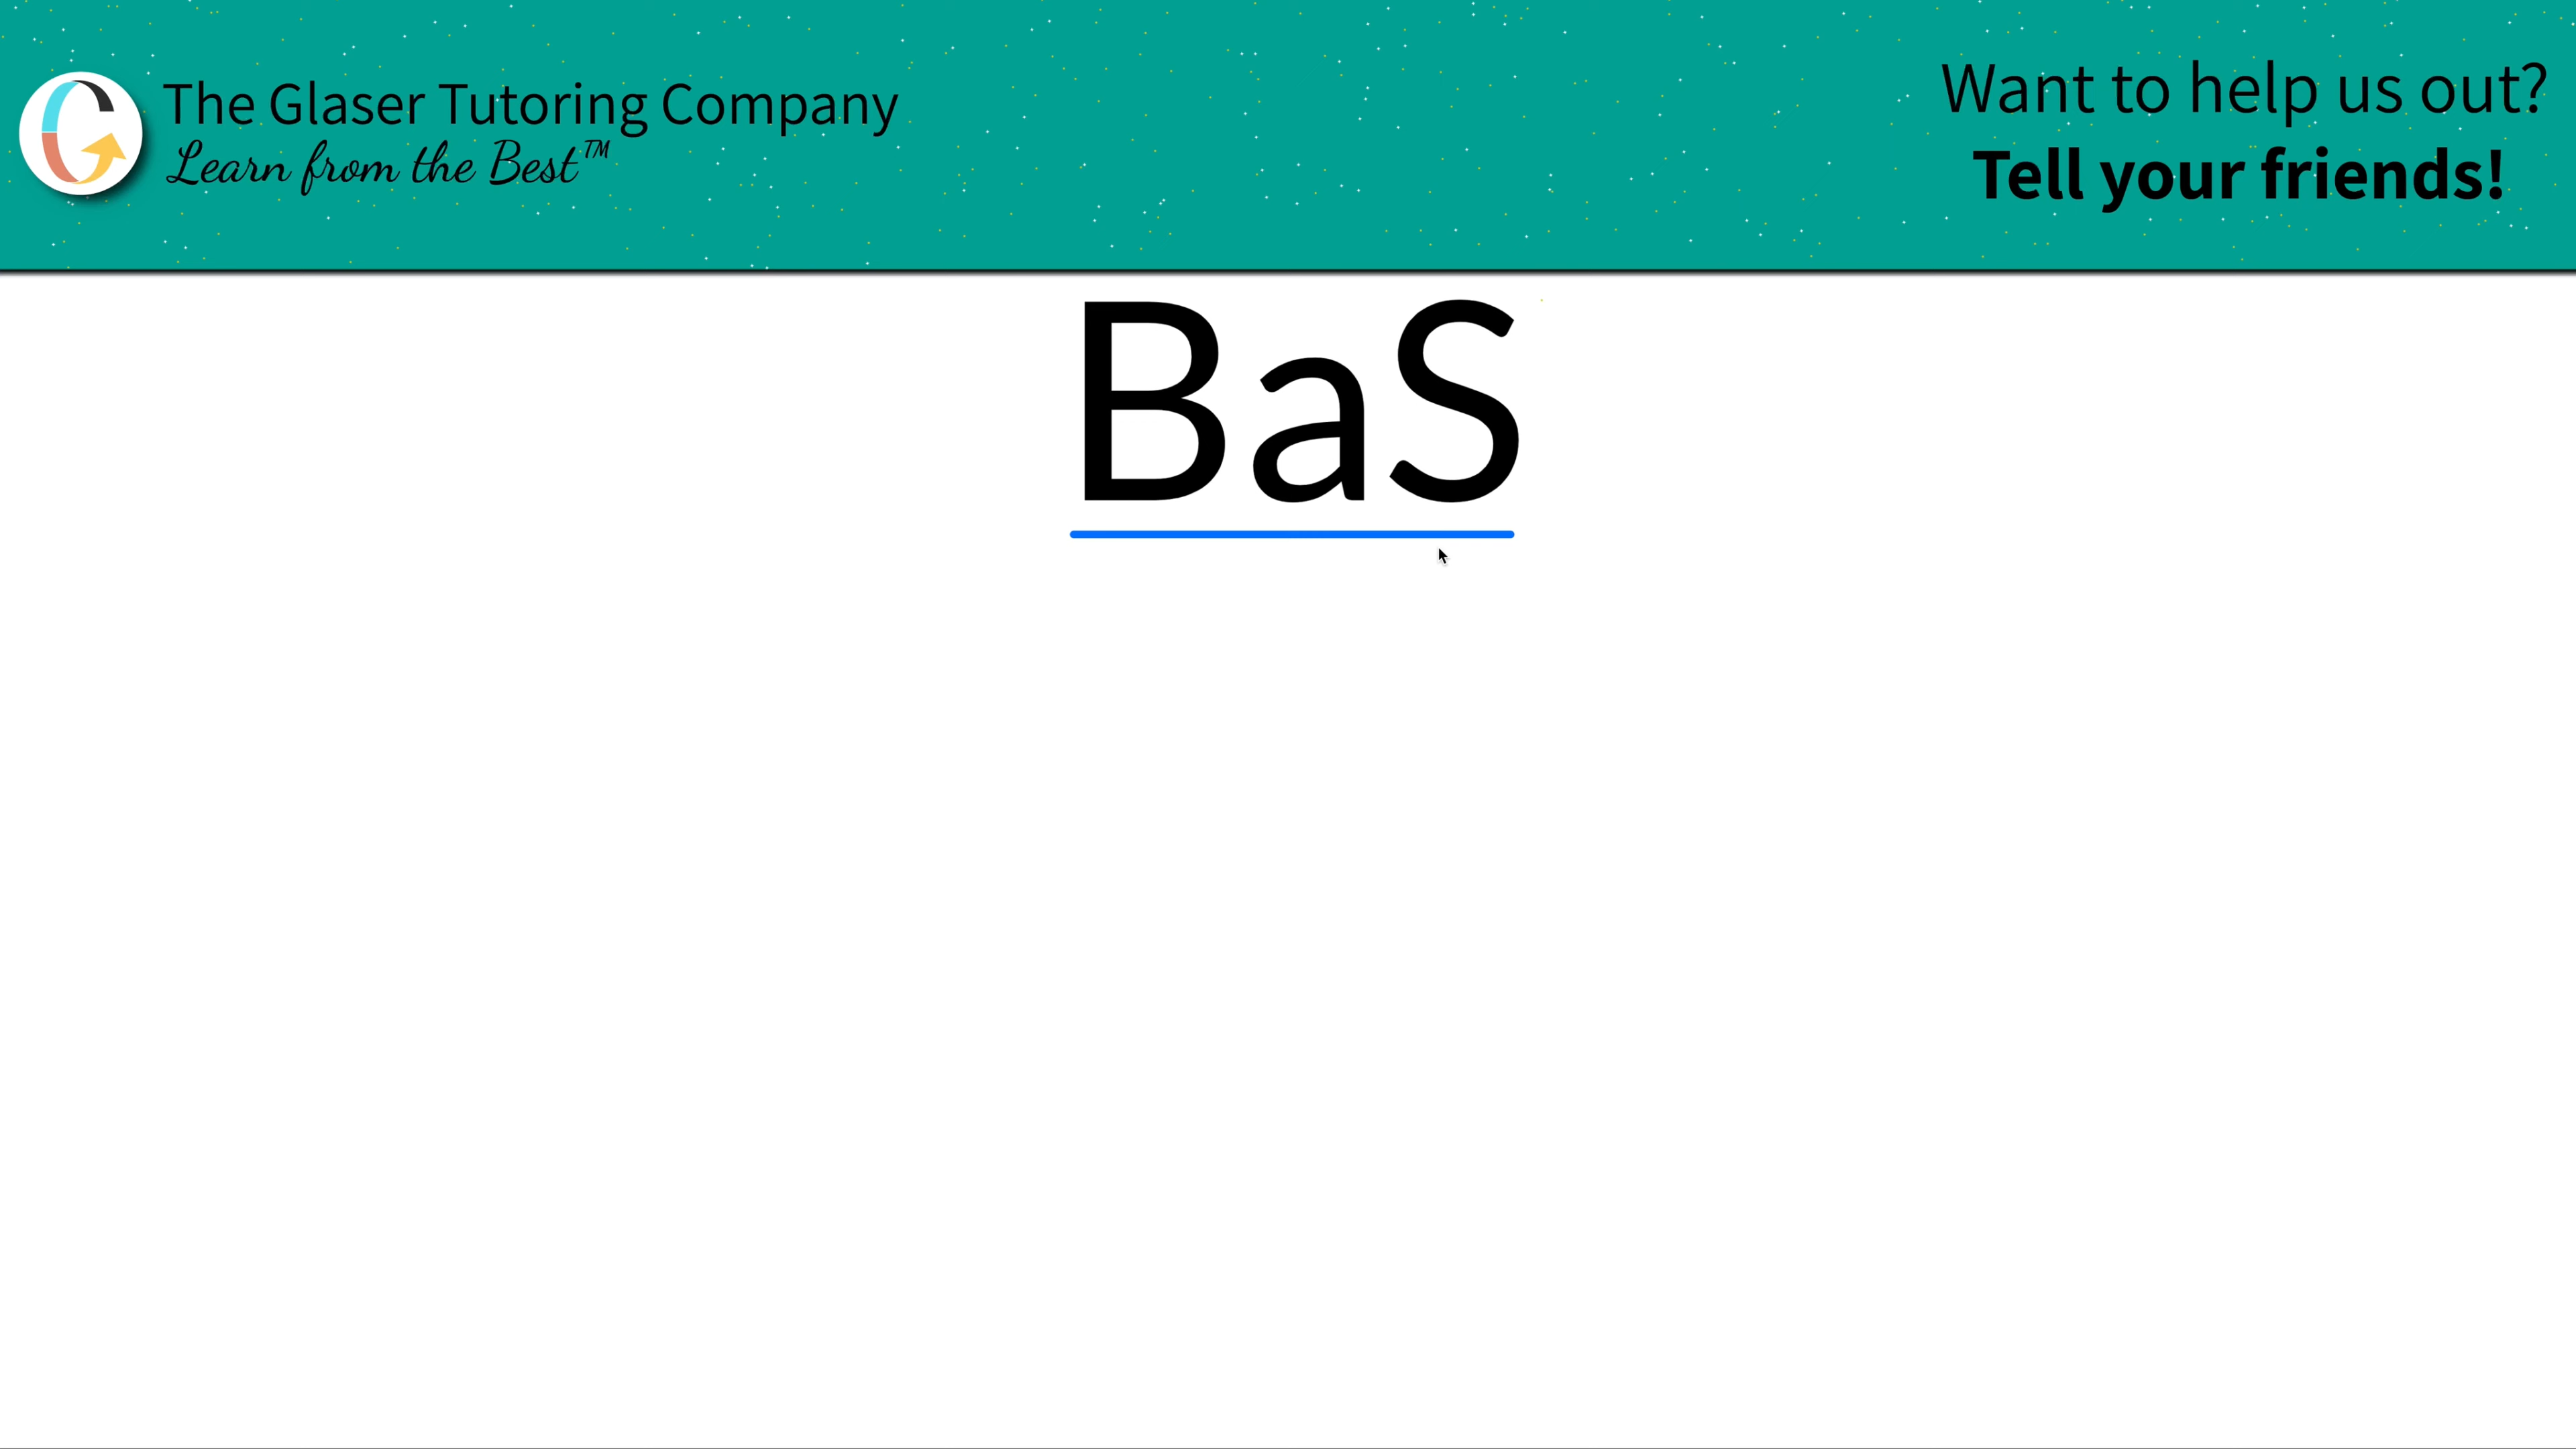 The Glaser Tutoring Company
Learn from the Best™
Want to help us out?
Tell your friends!
BaS